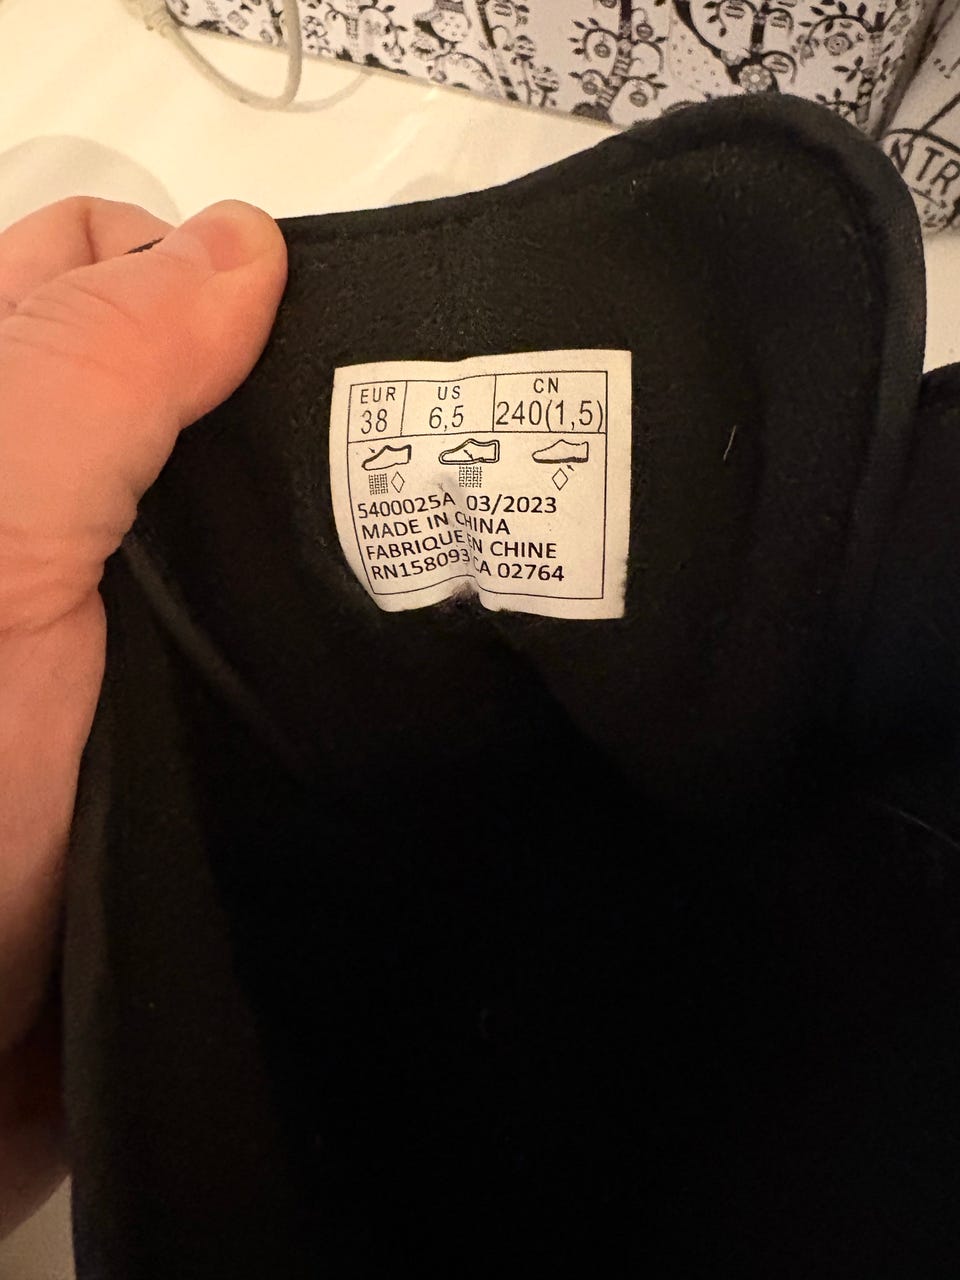 EUR US CN
38 6,5 240(1,5)
5400025A 03/2023
MADE IN CHINA
FABRIQUE EN CHINE
RN158093 CA 02764
NTR